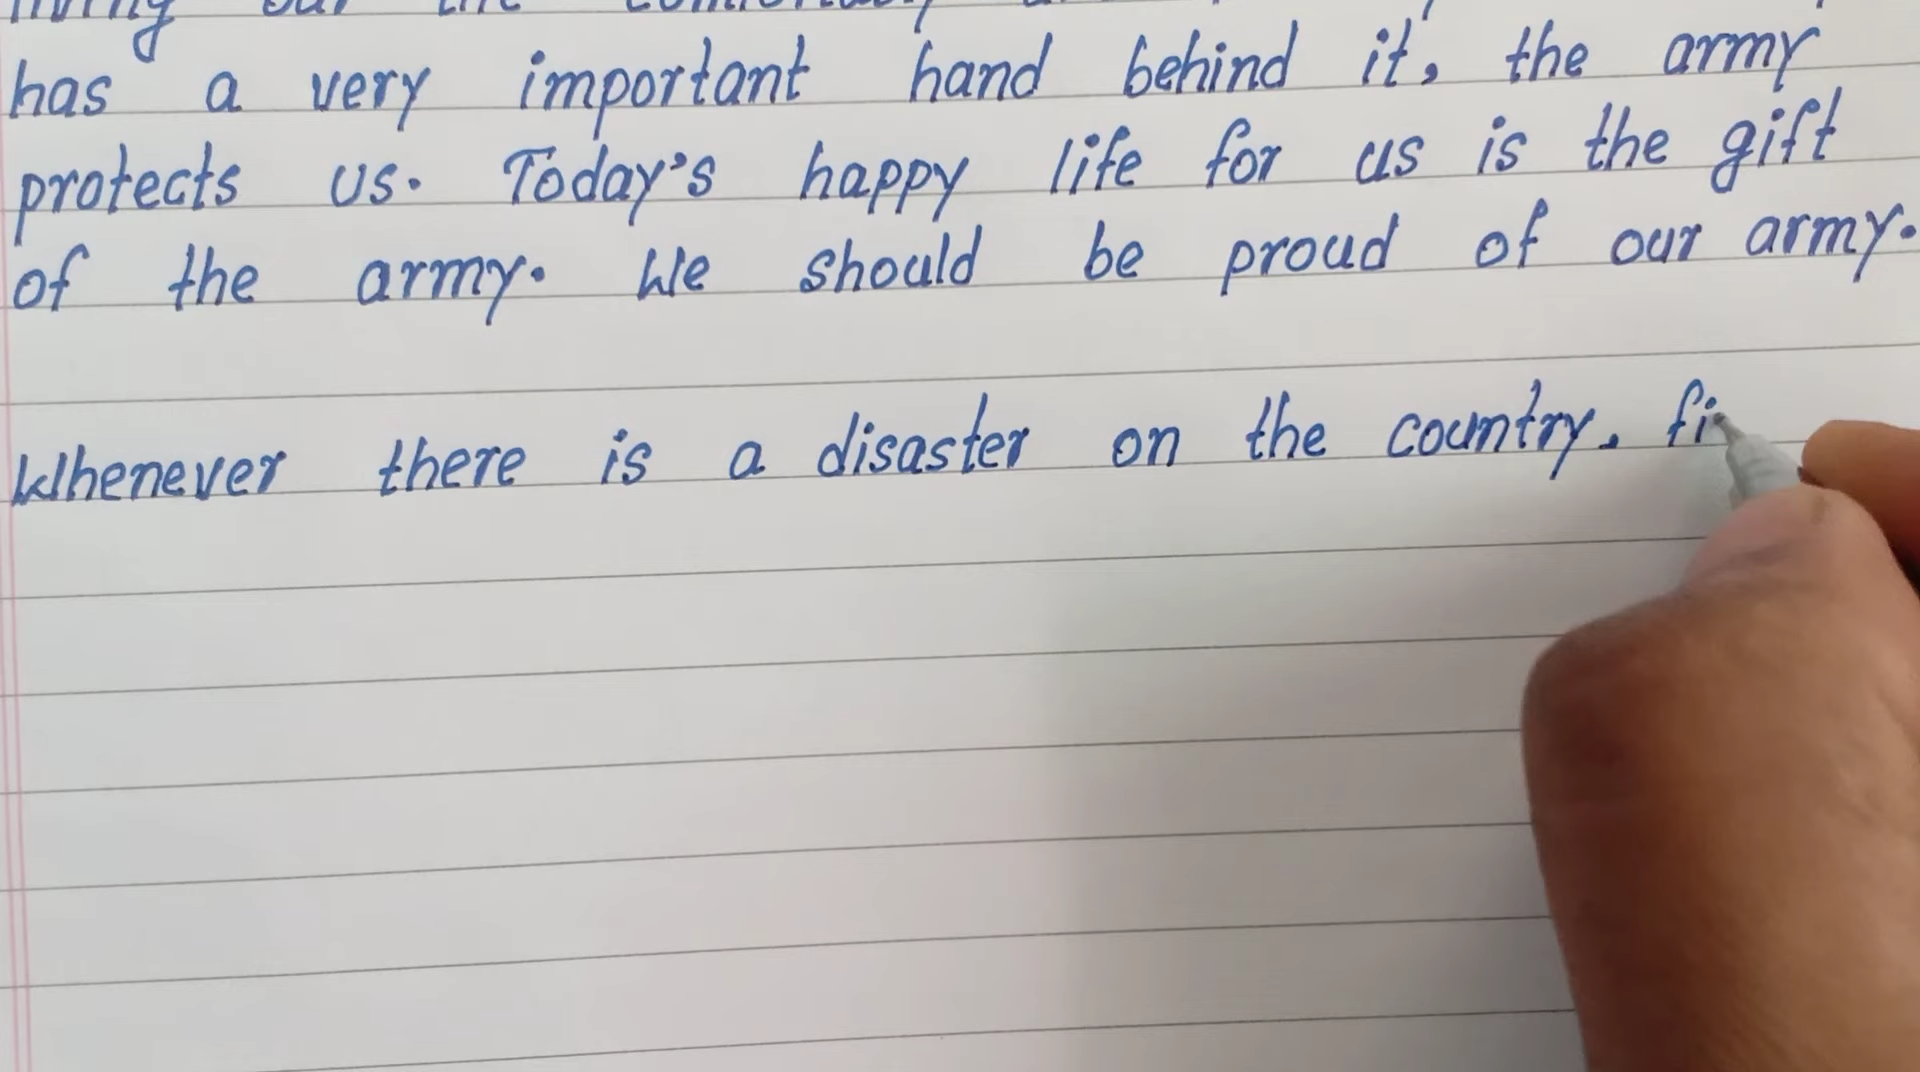 has a very important hand behind it, the army
protects us. Today's happy life for us is the gift
of the army. We should be proud of our army.
Whenever there is a disaster on the country, fi